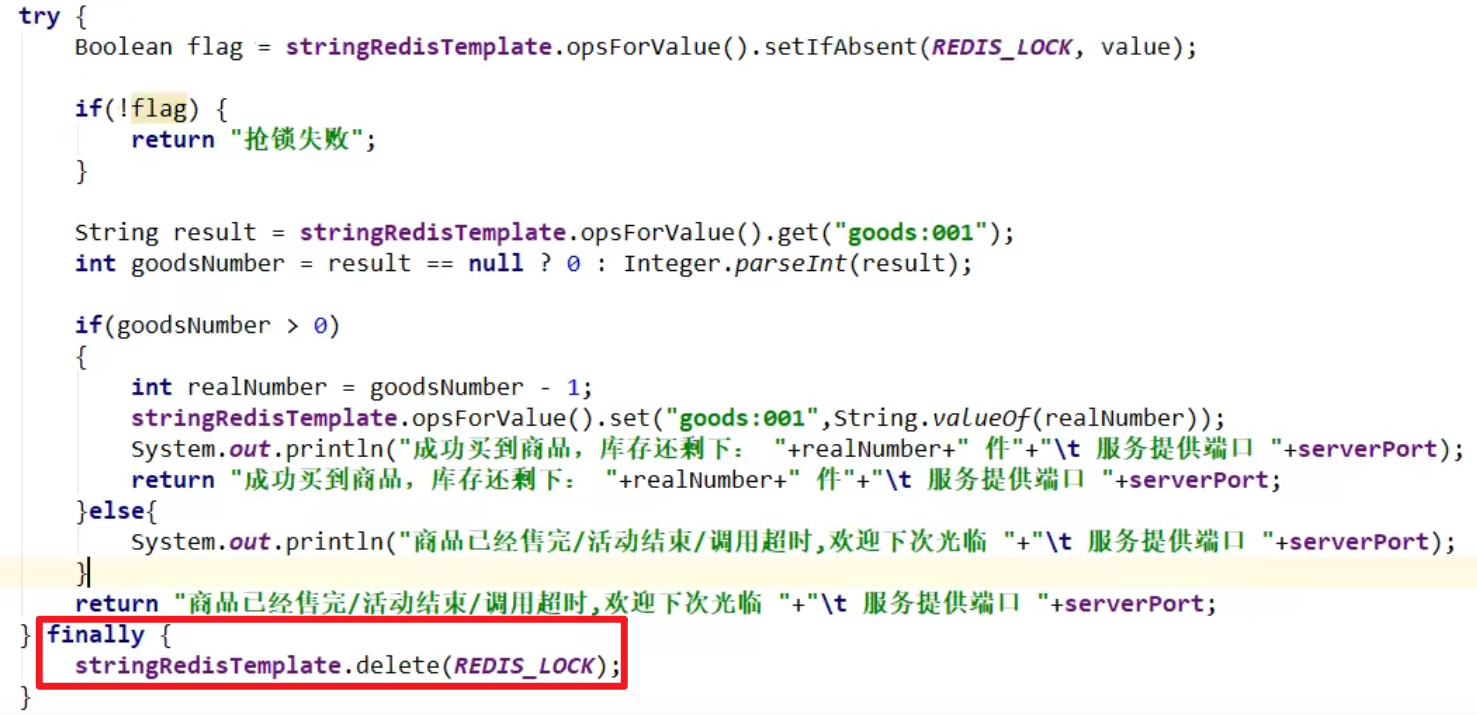 try {
    Boolean flag = stringRedisTemplate.opsForValue().setIfAbsent(REDIS_LOCK, value);
    if(!flag) {
        return "抢锁失败";
    }
    String result = stringRedisTemplate.opsForValue().get("goods:001");
    int goodsNumber = result == null ? 0 : Integer.parseInt(result);
    if(goodsNumber > 0)
    {
        int realNumber = goodsNumber - 1;
        stringRedisTemplate.opsForValue().set("goods:001",String.valueOf(realNumber));
        System.out.println("成功买到商品，库存还剩下： "+realNumber+" 件"+"\t 服务提供端口 "+serverPort);
        return "成功买到商品，库存还剩下： "+realNumber+" 件"+"\t 服务提供端口 "+serverPort;
    }else{
        System.out.println("商品已经售完/活动结束/调用超时,欢迎下次光临 "+"\t 服务提供端口 "+serverPort);
    }
    return "商品已经售完/活动结束/调用超时,欢迎下次光临 "+"\t 服务提供端口 "+serverPort;
} finally {
    stringRedisTemplate.delete(REDIS_LOCK);
}